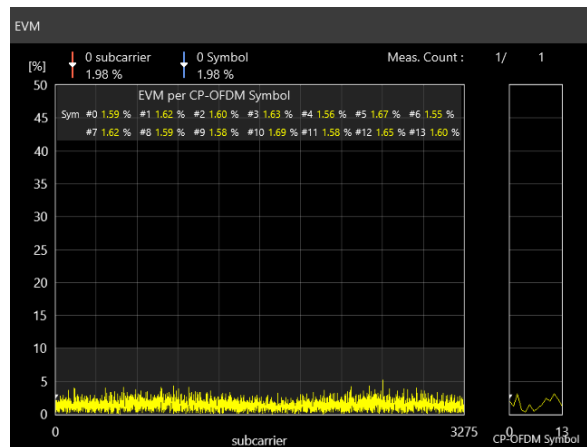 EVM
[%]
0 subcarrier
1.98 %
0 Symbol
1.98 %
Meas. Count : 1/ 1
EVM per CP-OFDM Symbol
Sym #0 1.59 % #1 1.62 % #2 1.60 % #3 1.63 % #4 1.56 % #5 1.67 % #6 1.55 %
#7 1.62 % #8 1.59 % #9 1.58 % #10 1.69 % #11 1.58 % #12 1.65 % #13 1.60 %
50
45
40
35
30
25
20
15
10
5
0
0 3275
subcarrier
0 13
CP-OFDM Symbol